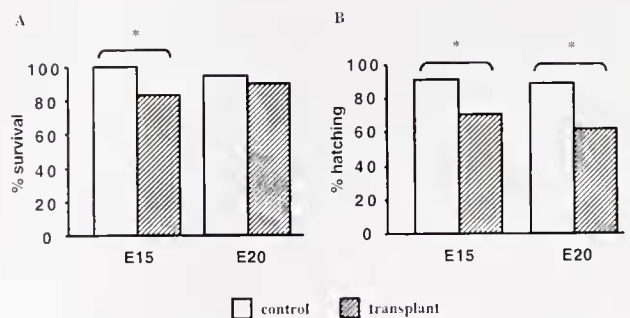 A
*
100
80
60
40
20
0
% survival
E15
E20
B
*
*
100
80
60
40
20
0
% hatching
E15
E20
control
transplant